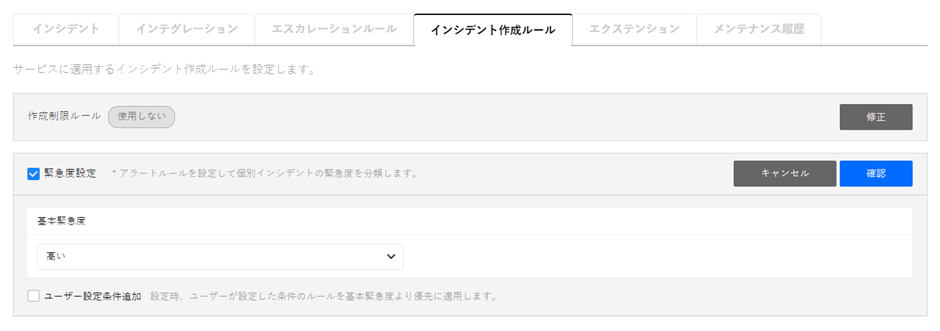 インシデント インテグレーション エスカレーションルール インシデント作成ルール エクステンション メンテナンス履歴
サービスに適用するインシデント作成ルールを設定します。
作成制限ルール 使用しない 修正
緊急度設定 * アラートルールを設定して個別インシデントの緊急度を分類します。 キャンセル 確認
基本緊急度
高い
ユーザー設定条件追加 設定時、ユーザーが設定した条件のルールを基本緊急度より優先に適用します。